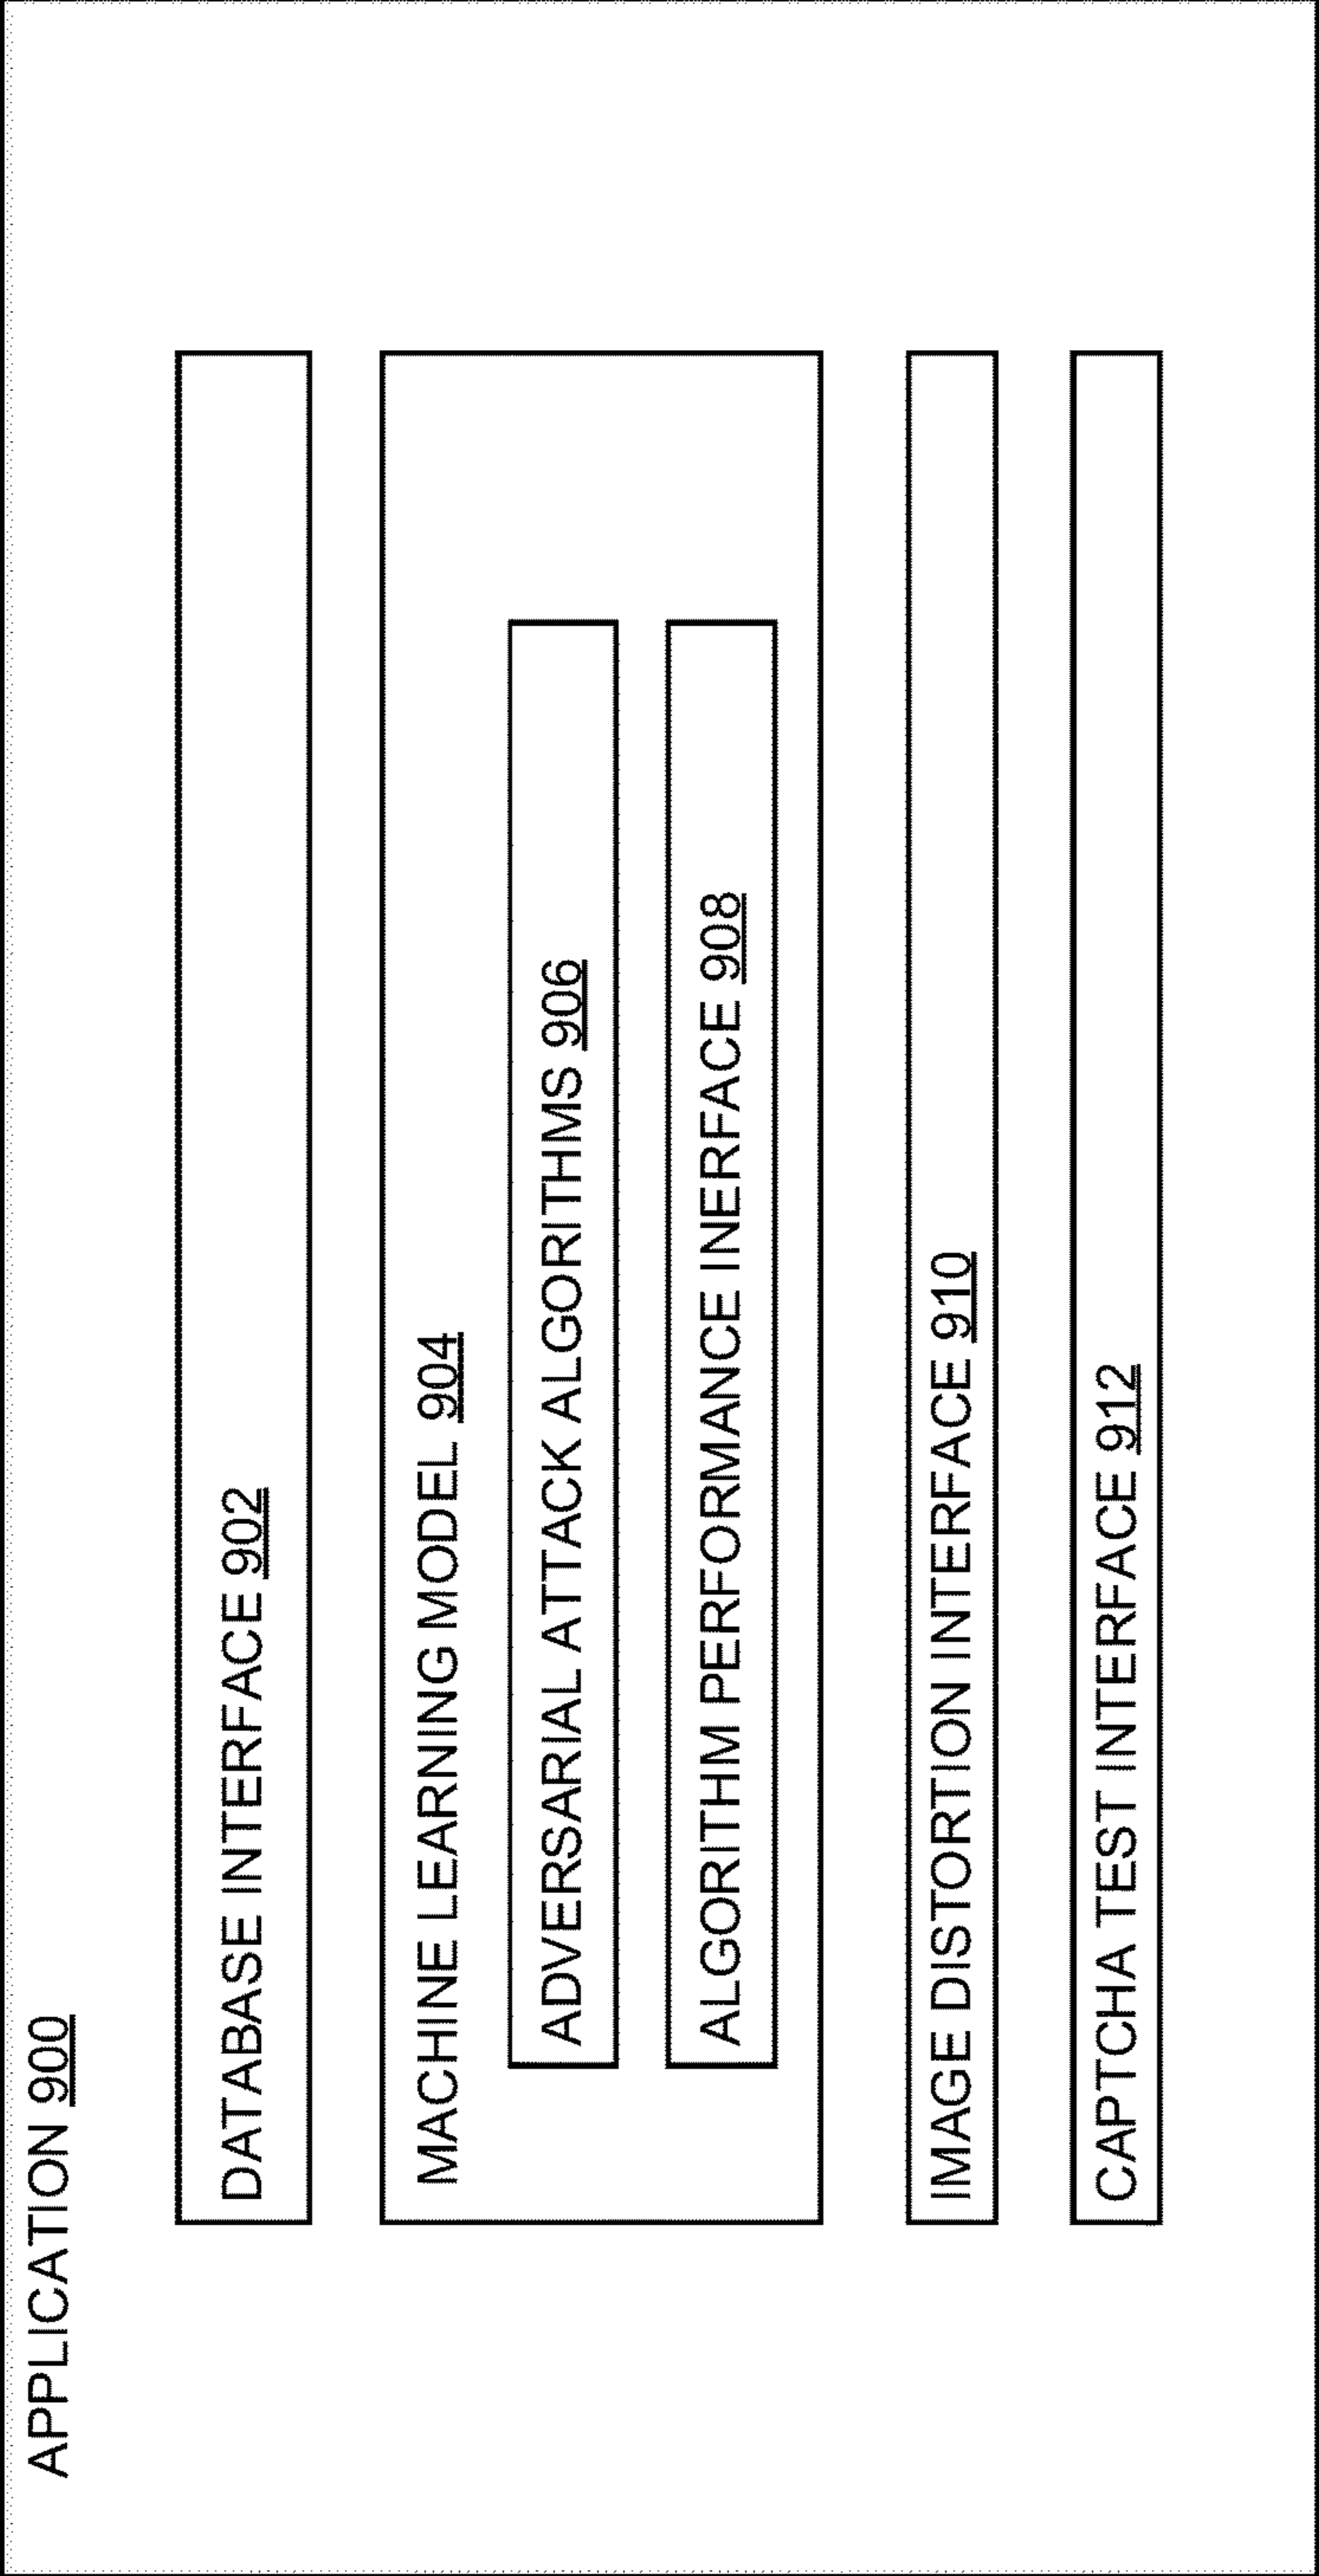 APPLICATION 900
DATABASE INTERFACE 902
MACHINE LEARNING MODEL 904
ADVERSARIAL ATTACK ALGORITHMS 906
ALGORITHM PERFORMANCE INERFACE 908
IMAGE DISTORTION INTERFACE 910
CAPTCHA TEST INTERFACE 912